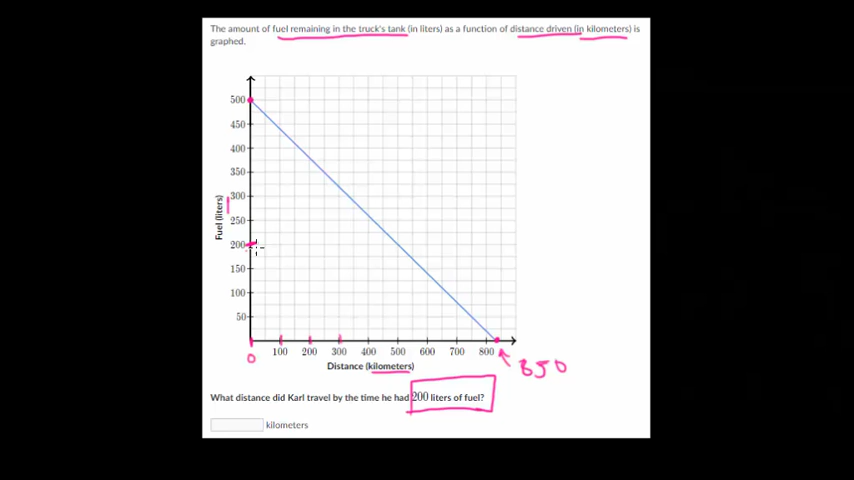 The amount of fuel remaining in the truck's tank (in liters) as a function of distance driven (in kilometers) is
graphed.
500
450
400
350
300
250
200
150
100
50
Fuel (liters)
0
100 200 300 400 500 600 700 800
850
Distance (kilometers)
What distance did Karl travel by the time he had 200 liters of fuel?
kilometers